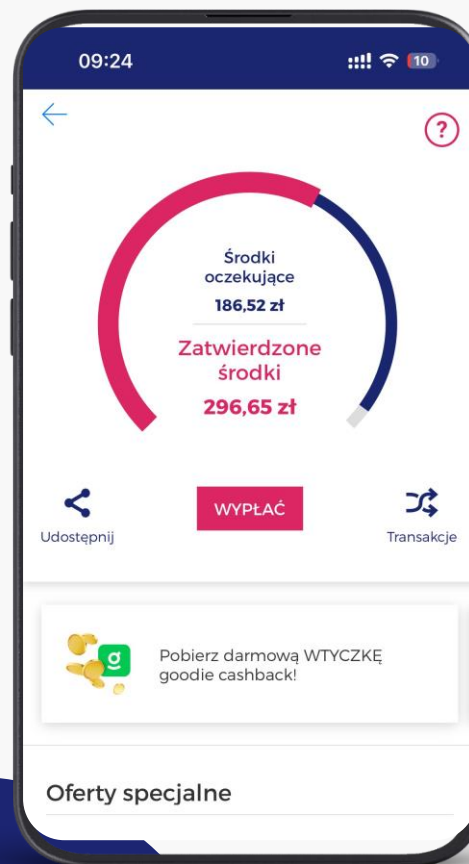 09:24
10
?
Środki
oczekujące
186,52 zł
Zatwierdzone
środki
296,65 zł
Udostępnij
WYPŁAĆ
Transakcje
g
Pobierz darmową WTYCZKĘ
goodie cashback!
Oferty specjalne